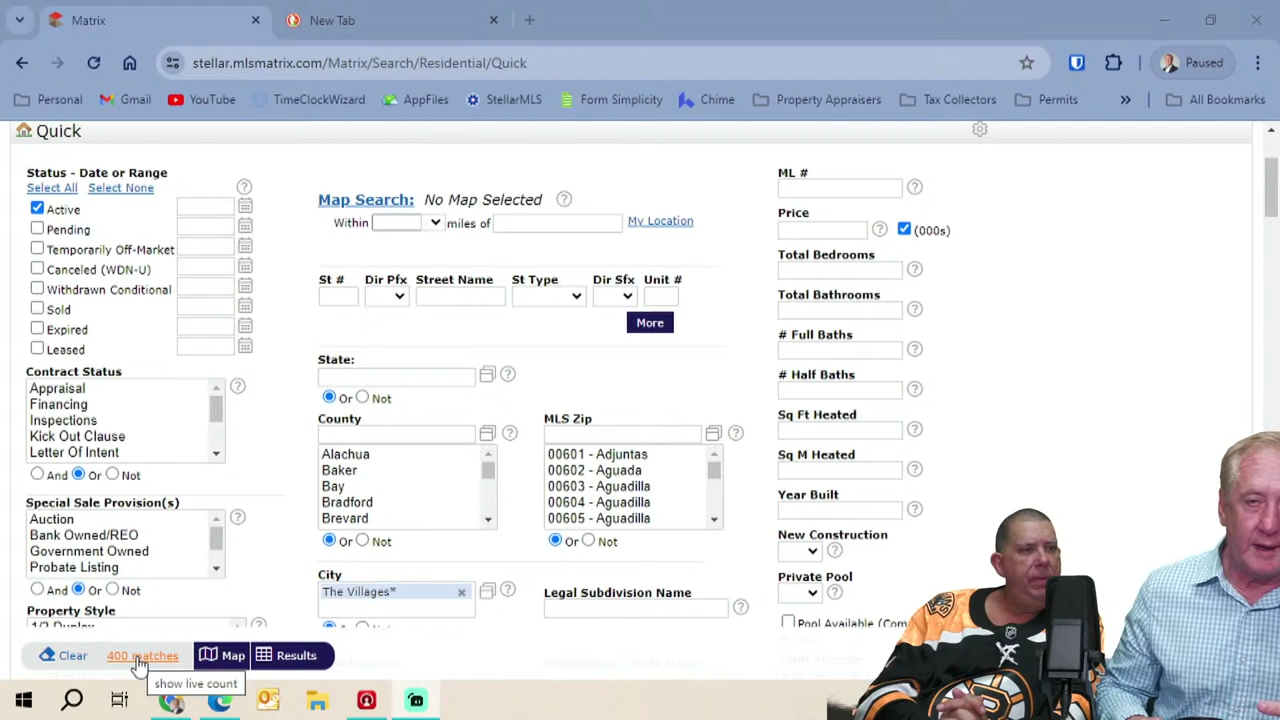 Matrix
New Tab
stellar.mlsmatrix.com/Matrix/Search/Residential/Quick
Paused
Personal
Gmail
YouTube
TimeClockWizard
AppFiles
StellarMLS
Form Simplicity
Chime
Property Appraisers
Tax Collectors
Permits
»
All Bookmarks
Quick
Status - Date or Range
Select All Select None
Active
Pending
Temporarily Off-Market
Canceled (WDN-U)
Withdrawn Conditional
Sold
Expired
Leased
Contract Status
Appraisal
Financing
Inspections
Kick Out Clause
Letter Of Intent
And Or Not
Special Sale Provision(s)
Auction
Bank Owned/REO
Government Owned
Probate Listing
And Or Not
Property Style
1/2 Duplex
Map Search: No Map Selected
Within miles of My Location
St # Dir Pfx Street Name St Type Dir Sfx Unit #
More
State:
Or Not
County
Alachua
Baker
Bay
Bradford
Brevard
Or Not
MLS Zip
00601 - Adjuntas
00602 - Aguada
00603 - Aguadilla
00604 - Aguadilla
00605 - Aguadilla
Or Not
City
The Villages*
Legal Subdivision Name
ML #
Price
(000s)
Total Bedrooms
Total Bathrooms
# Full Baths
# Half Baths
Sq Ft Heated
Sq M Heated
Year Built
New Construction
Private Pool
Pool Available (Com
Clear 400 matches Map Results
show live count